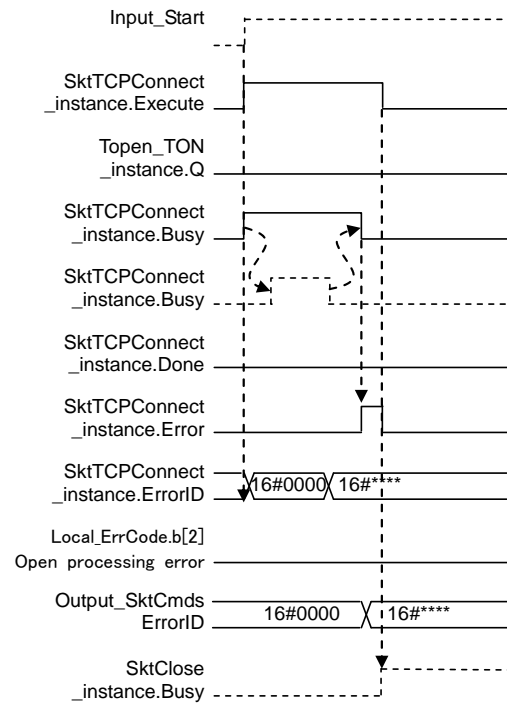 Input_Start
SktTCPConnect
_instance.Execute
Topen_TON
_instance.Q
SktTCPConnect
_instance.Busy
SktTCPConnect
_instance.Busy
SktTCPConnect
_instance.Done
SktTCPConnect
_instance.Error
SktTCPConnect
_instance.ErrorID
16#0000 16#****
Local_ErrCode.b[2]
Open processing error
Output_SktCmds
ErrorID
16#0000 16#****
SktClose
_instance.Busy